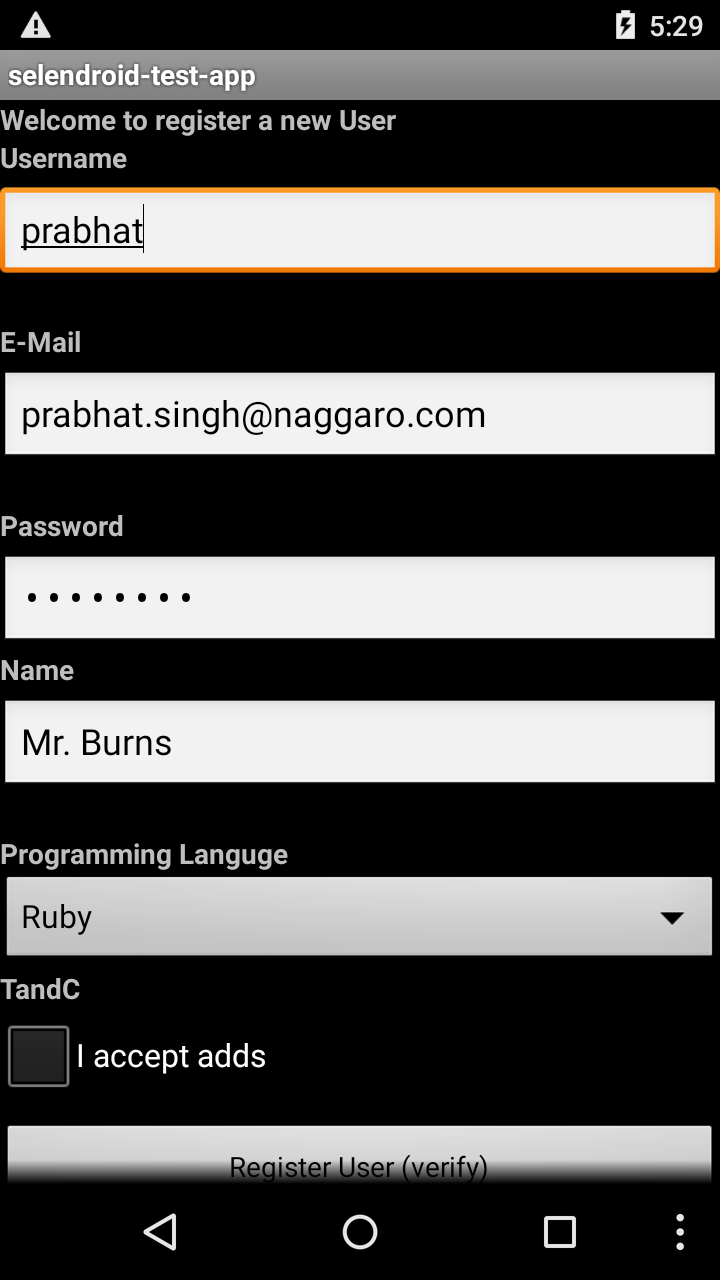 5:29
selendroid-test-app
Welcome to register a new User
Username
prabhat
E-Mail
prabhat.singh@naggaro.com
Password
••••••••
Name
Mr. Burns
Programming Languge
Ruby
TandC
I accept adds
Register User (verify)